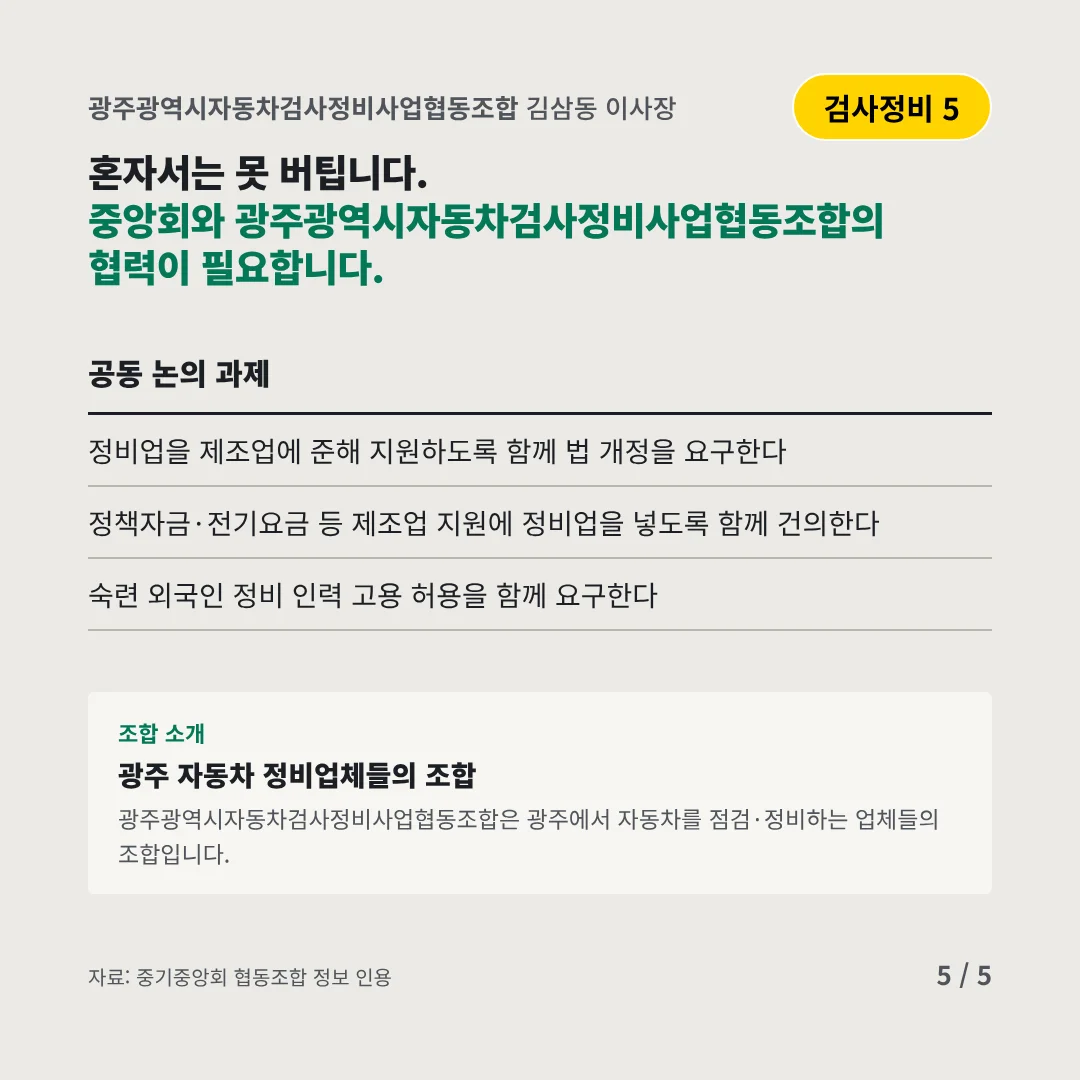 광주광역시자동차검사정비사업협동조합 김삼동 이사장
검사정비 5
혼자서는 못 버팁니다.
중앙회와 광주광역시자동차검사정비사업협동조합의
협력이 필요합니다.
공동 논의 과제
정비업을 제조업에 준해 지원하도록 함께 법 개정을 요구한다
정책자금·전기요금 등 제조업 지원에 정비업을 넣도록 함께 건의한다
숙련 외국인 정비 인력 고용 허용을 함께 요구한다
조합 소개
광주 자동차 정비업체들의 조합
광주광역시자동차검사정비사업협동조합은 광주에서 자동차를 점검·정비하는 업체들의
조합입니다.
자료: 중기중앙회 협동조합 정보 인용
5 / 5